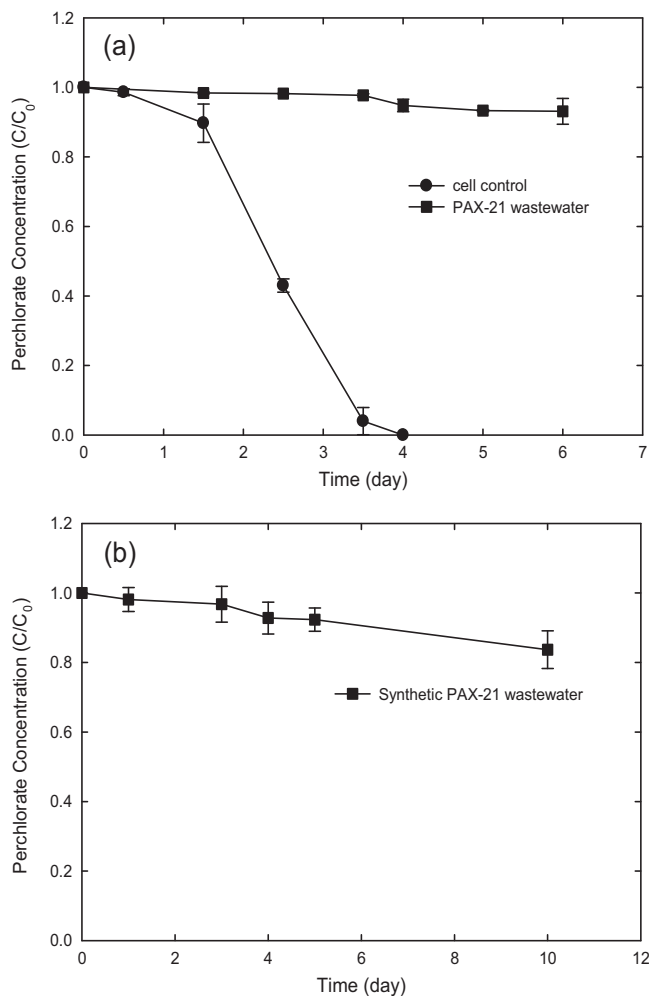 (a)
1.2
1.0
0.8
0.6
0.4
0.2
0.0
Perchlorate Concentration (C/C0)
cell control
PAX-21 wastewater
0 1 2 3 4 5 6 7
Time (day)
(b)
1.2
1.0
0.8
0.6
0.4
0.2
0.0
Perchlorate Concentration (C/C0)
Synthetic PAX-21 wastewater
0 2 4 6 8 10 12
Time (day)